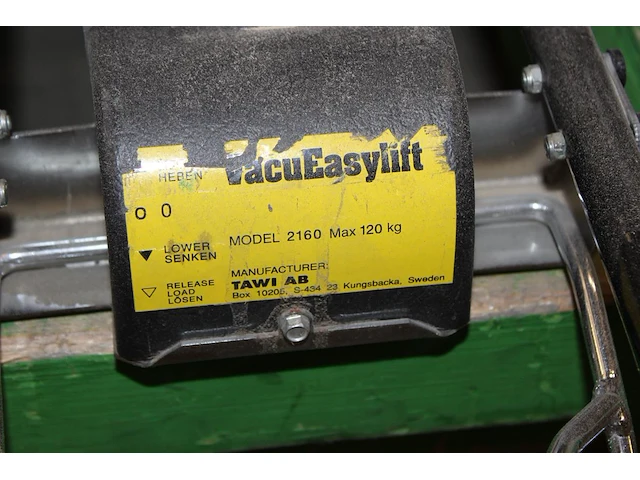 VacuEasylift
HEBEN
O O
LOWER
SENKEN
MODEL 2160 Max 120 kg
RELEASE
LOAD
LÖSEN
MANUFACTURER:
TAWI AB
Box 10205, S-434 23 Kungsbacka, Sweden